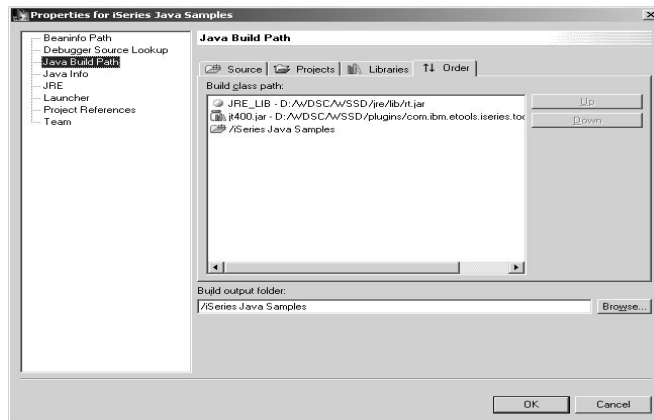 Properties for iSeries Java Samples
Beaninfo Path
Debugger Source Lookup
Java Build Path
Java Info
JRE
Launcher
Project References
Team
Java Build Path
Source
Projects
Libraries
Order
Build class path:
JRE_LIB - D:/WDSC/WSSD/jre/lib/rt.jar
jt400.jar - D:/WDSC/WSSD/plugins/com.ibm.etools.iseries.too
/iSeries Java Samples
Up
Down
Build output folder:
/iSeries Java Samples
Browse...
OK
Cancel